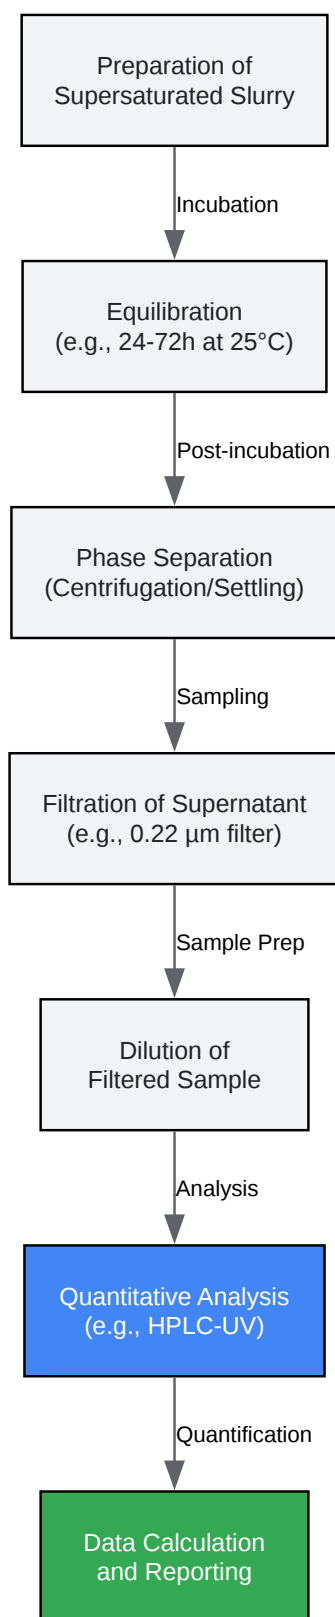 Preparation of
Supersaturated Slurry
Incubation
Equilibration
(e.g., 24-72h at 25°C)
Post-incubation
Phase Separation
(Centrifugation/Settling)
Sampling
Filtration of Supernatant
(e.g., 0.22 µm filter)
Sample Prep
Dilution of
Filtered Sample
Analysis
Quantitative Analysis
(e.g., HPLC-UV)
Quantification
Data Calculation
and Reporting